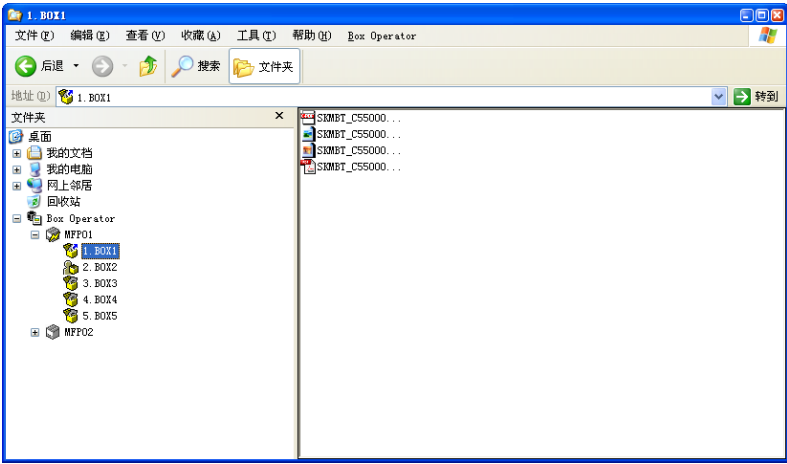 1. BOX1
文件(F) 编辑(E) 查看(V) 收藏(A) 工具(T) 帮助(H) Box Operator
后退 搜索 文件夹
地址(D) 1. BOX1 转到
文件夹
桌面
我的文档
我的电脑
网上邻居
回收站
Box Operator
MFP01
1. BOX1
2. BOX2
3. BOX3
4. BOX4
5. BOX5
MFP02
SKMBT_C55000...
SKMBT_C55000...
SKMBT_C55000...
SKMBT_C55000...